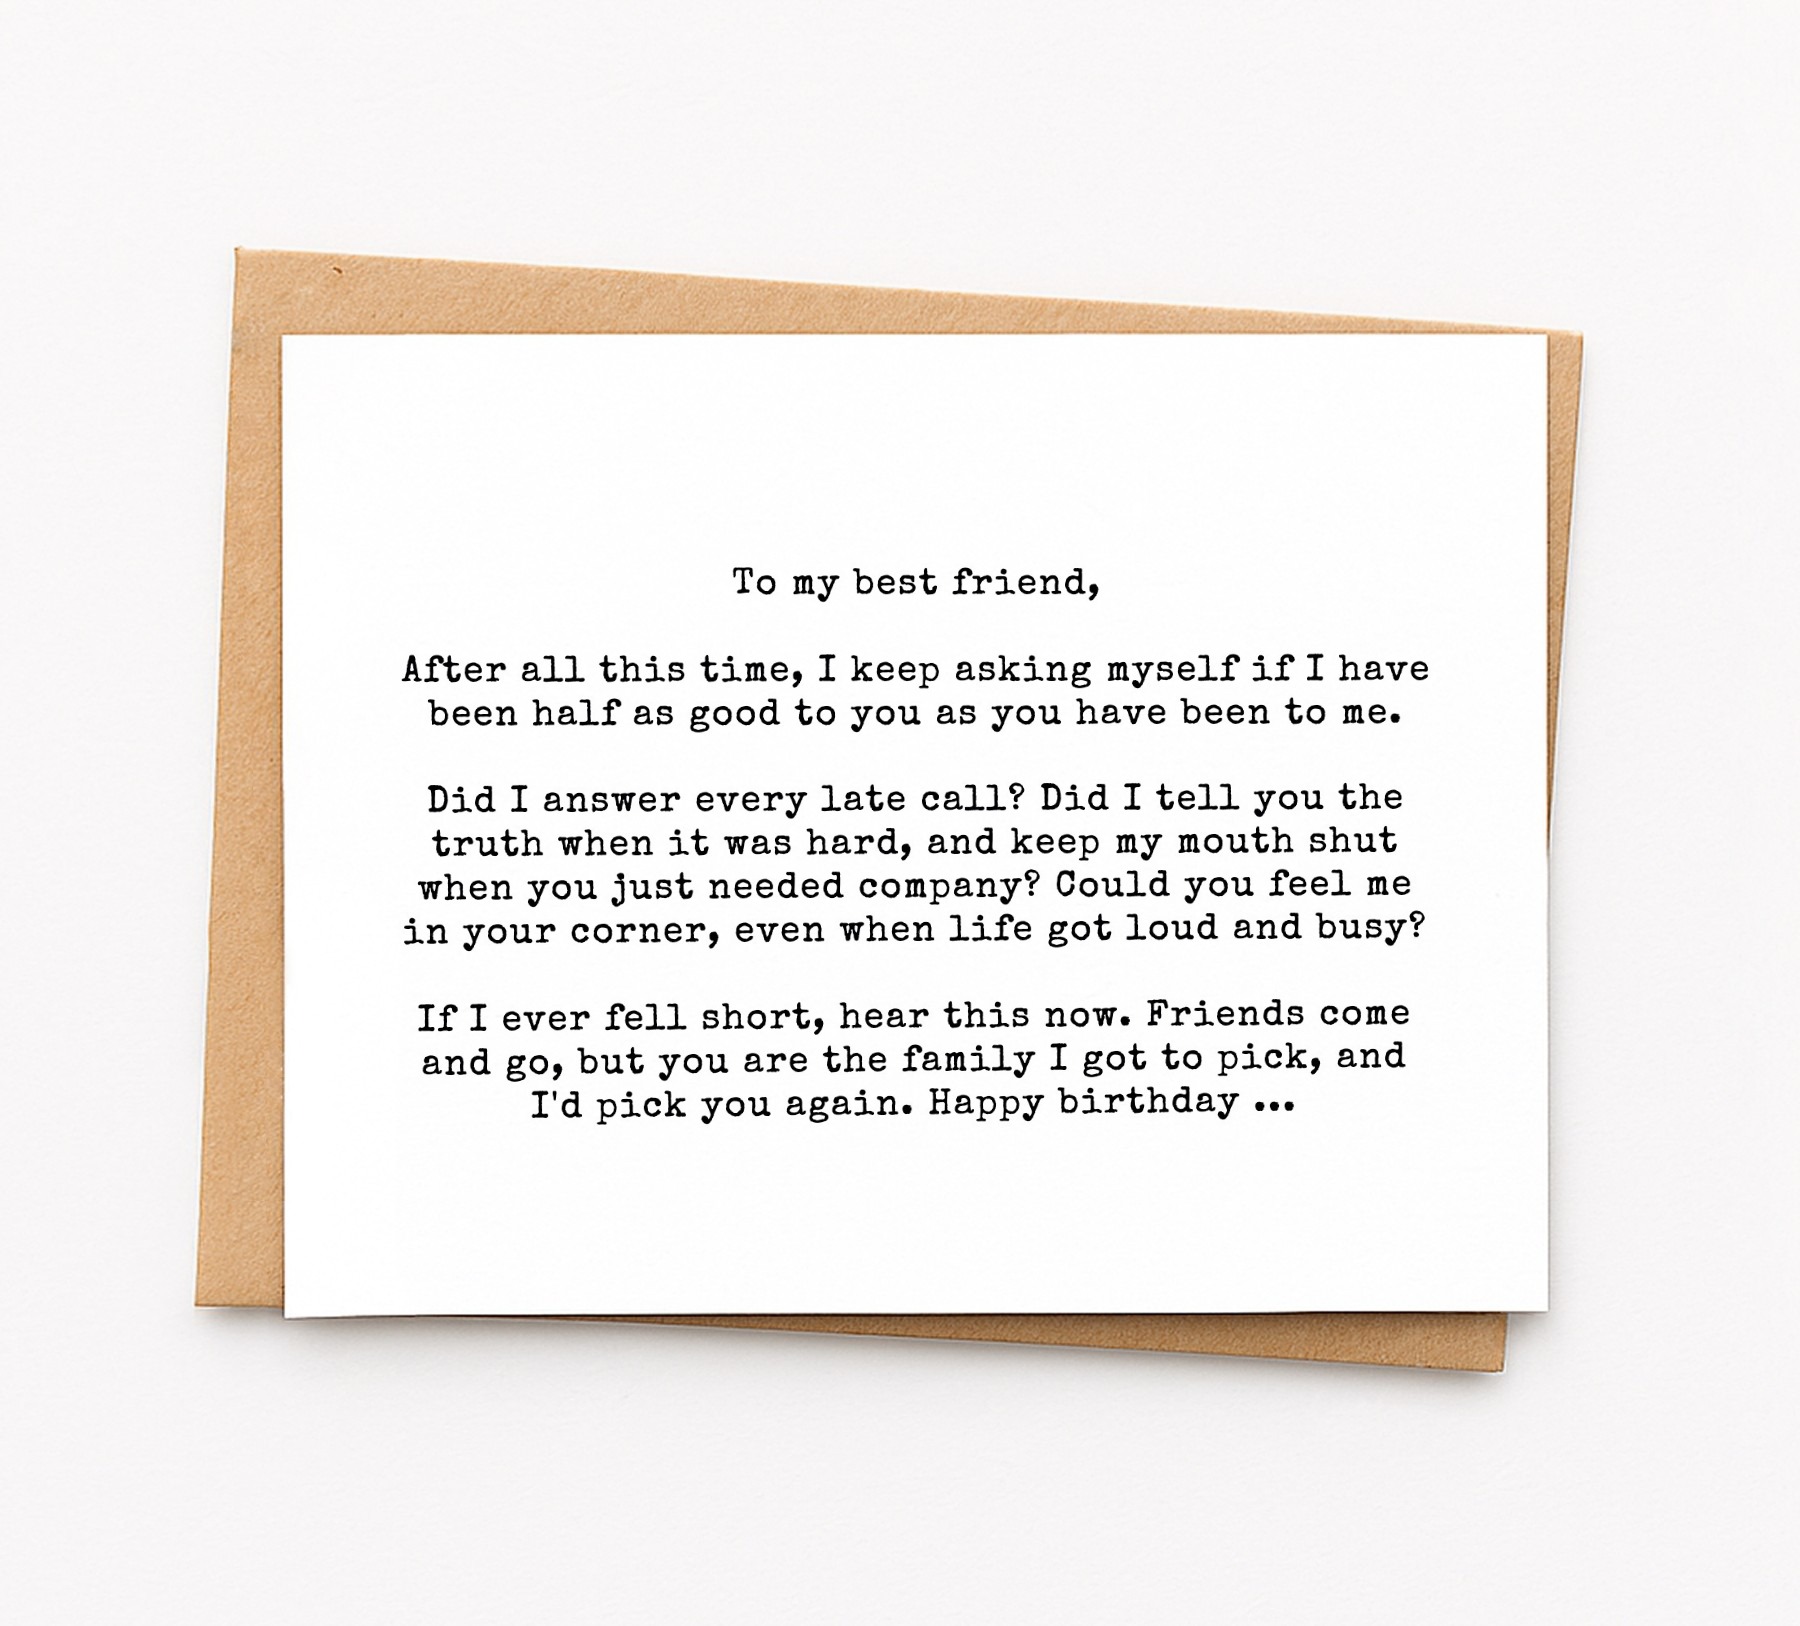 To my best friend,
After all this time, I keep asking myself if I have
been half as good to you as you have been to me.
Did I answer every late call? Did I tell you the
truth when it was hard, and keep my mouth shut
when you just needed company? Could you feel me
in your corner, even when life got loud and busy?
If I ever fell short, hear this now. Friends come
and go, but you are the family I got to pick, and
I'd pick you again. Happy birthday ...